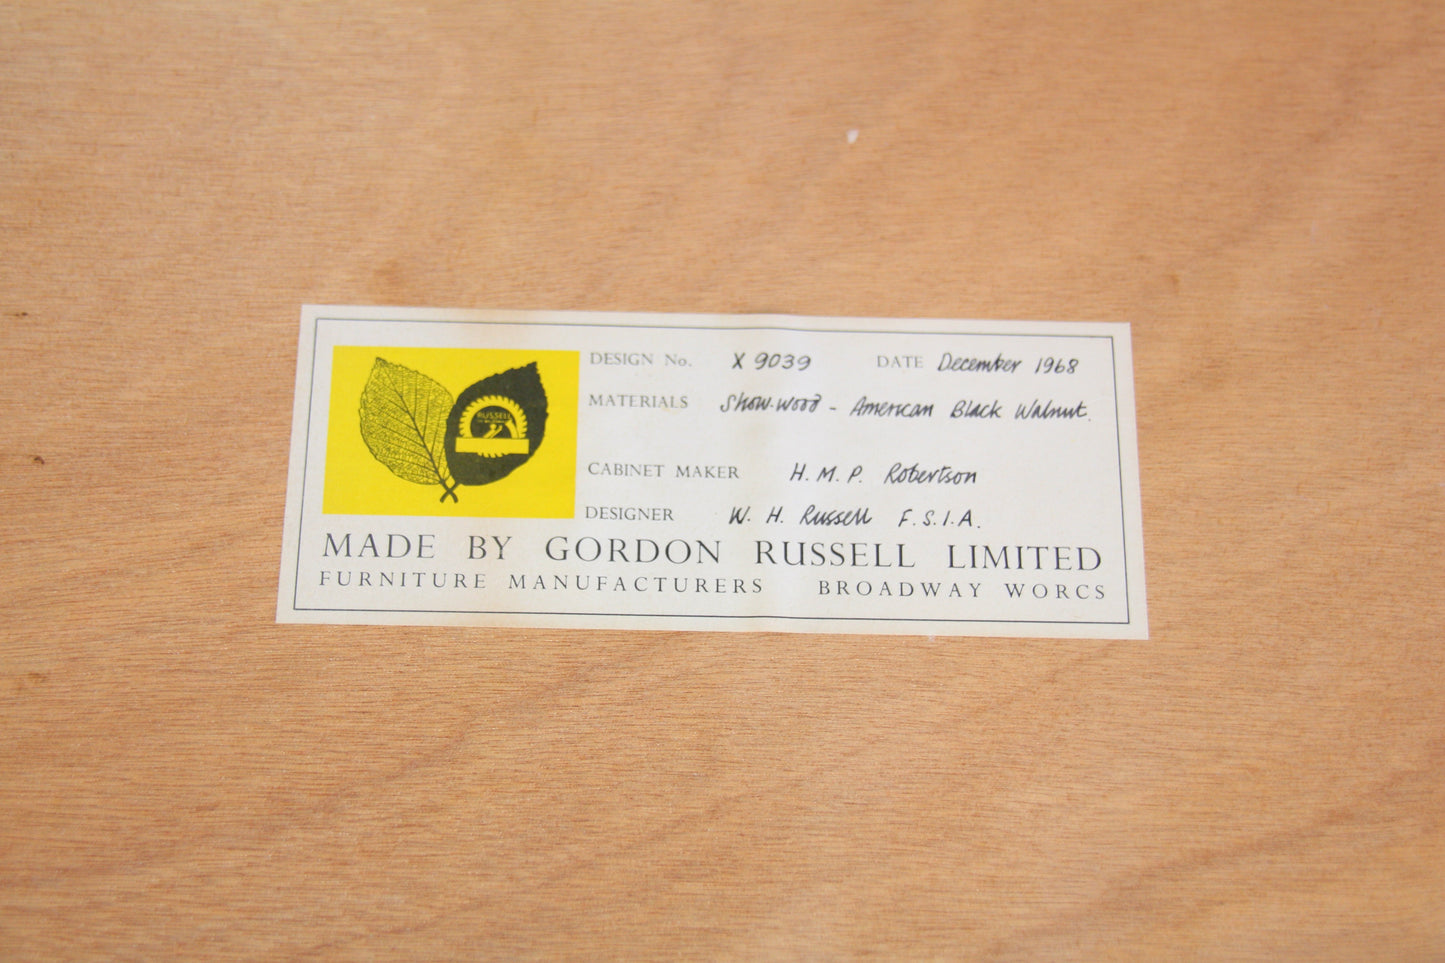 RUSSELL
DESIGN No. X 9039 DATE December 1968
MATERIALS Show-wood - American Black Walnut.
CABINET MAKER H. M. P. Robertson
DESIGNER W. H. Russell F.S.I.A.
MADE BY GORDON RUSSELL LIMITED
FURNITURE MANUFACTURERS BROADWAY WORCS